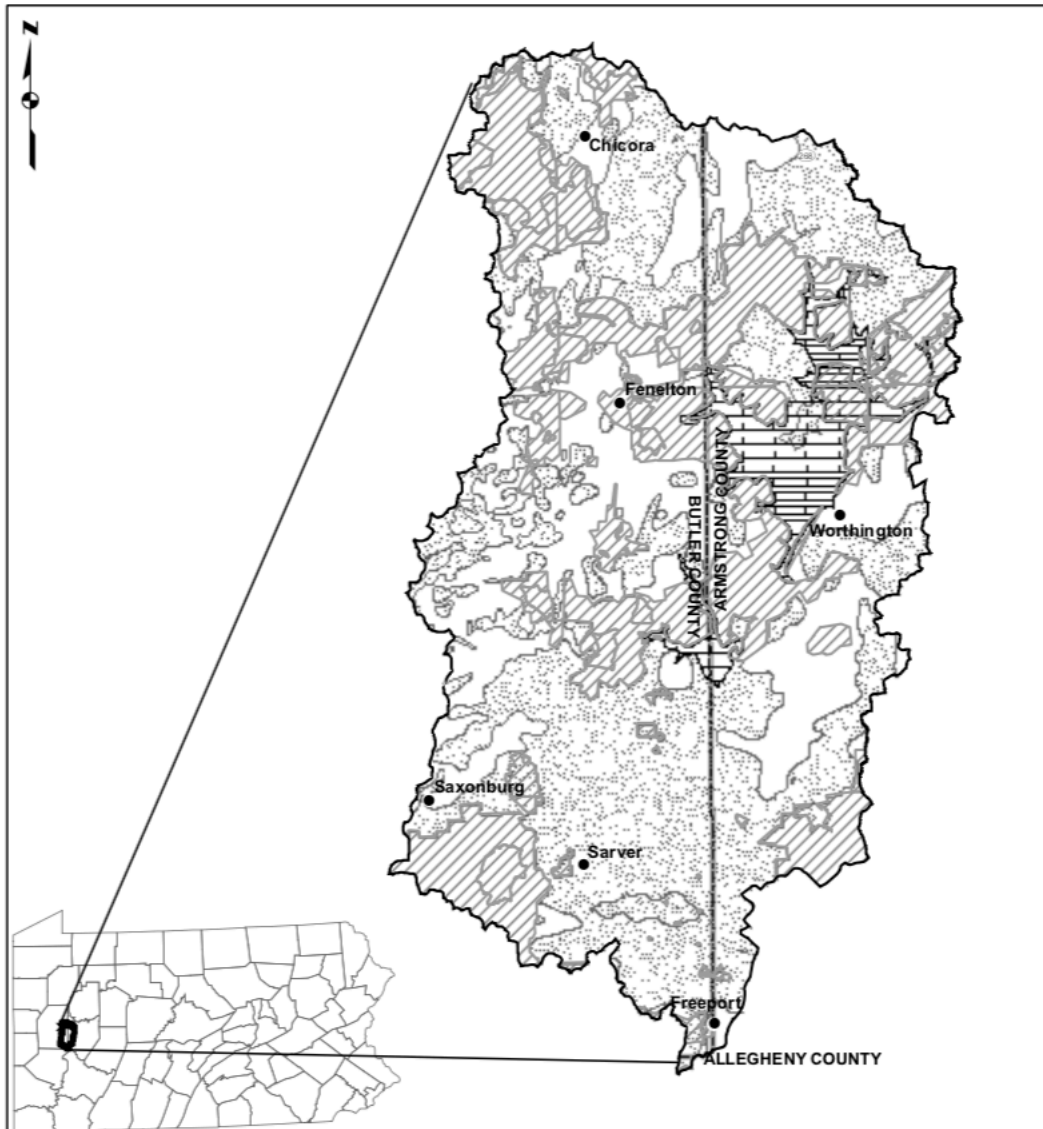 N
Chicora
Fenelton
BUTLER COUNTY
ARMSTRONG COUNTY
Worthington
Saxonburg
Sarver
Freeport
ALLEGHENY COUNTY